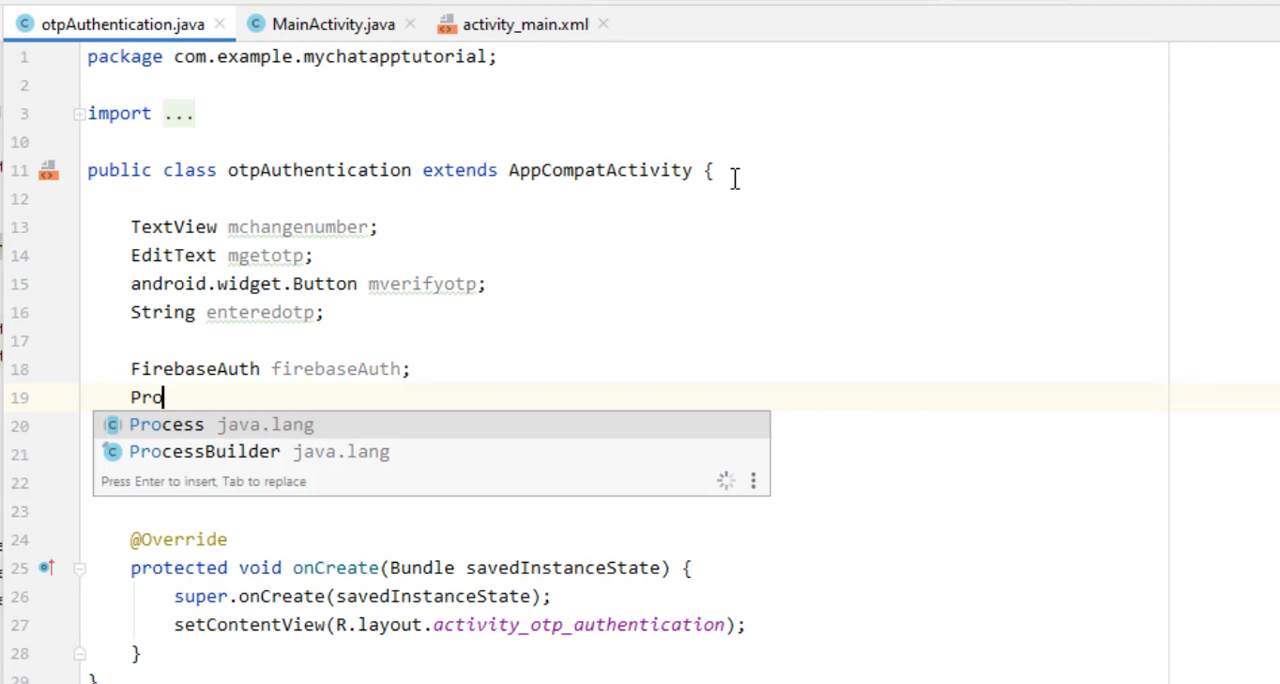 otpAuthentication.java MainActivity.java activity_main.xml
1 package com.example.mychatapptutorial;
2
3 import ...
10
11 public class otpAuthentication extends AppCompatActivity {
12
13 TextView mchangenumber;
14 EditText mgetotp;
15 android.widget.Button mverifyotp;
16 String enteredotp;
17
18 FirebaseAuth firebaseAuth;
19 Pro
20 Process java.lang
21 ProcessBuilder java.lang
22 Press Enter to insert, Tab to replace
23
24 @Override
25 protected void onCreate(Bundle savedInstanceState) {
26 super.onCreate(savedInstanceState);
27 setContentView(R.layout.activity_otp_authentication);
28 }
29 }